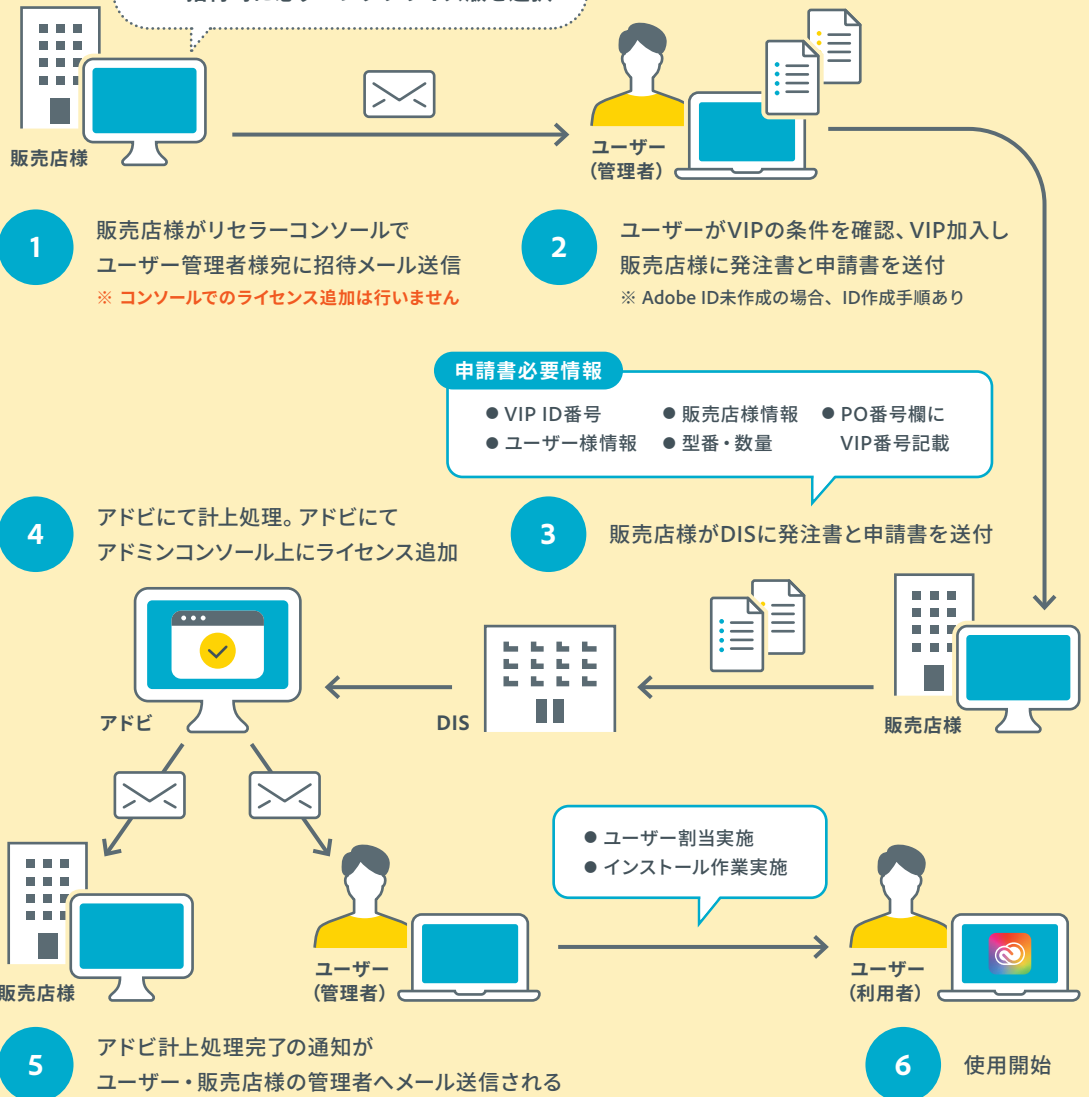 販売店様
ユーザー
（管理者）
1
販売店様がリセラーコンソールで
ユーザー管理者様宛に招待メール送信
※ コンソールでのライセンス追加は行いません
2
ユーザーがVIPの条件を確認、VIP加入し
販売店様に発注書と申請書を送付
※ Adobe ID未作成の場合、ID作成手順あり
申請書必要情報
● VIP ID番号
● ユーザー様情報
● 販売店様情報
● 型番・数量
● PO番号欄に
VIP番号記載
3
販売店様がDISに発注書と申請書を送付
4
アドビにて計上処理。アドビにて
アドミンコンソール上にライセンス追加
アドビ
DIS
販売店様
● ユーザー割当実施
● インストール作業実施
販売店様
ユーザー
（管理者）
ユーザー
（利用者）
5
アドビ計上処理完了の通知が
ユーザー・販売店様の管理者へメール送信される
6
使用開始